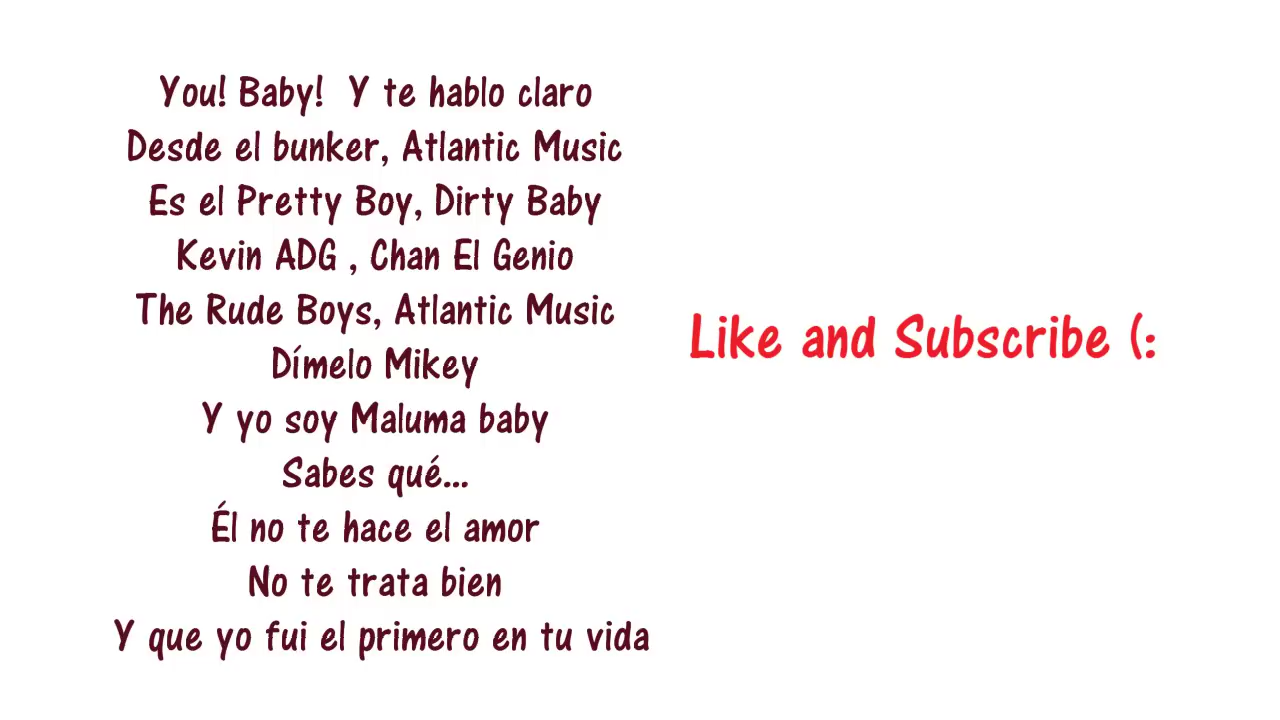 You! Baby!  Y te hablo claro
Desde el bunker, Atlantic Music
Es el Pretty Boy, Dirty Baby
Kevin ADG , Chan El Genio
The Rude Boys, Atlantic Music
Dímelo Mikey
Y yo soy Maluma baby
Sabes qué...
Él no te hace el amor
No te trata bien
Y que yo fui el primero en tu vida
Like and Subscribe (: